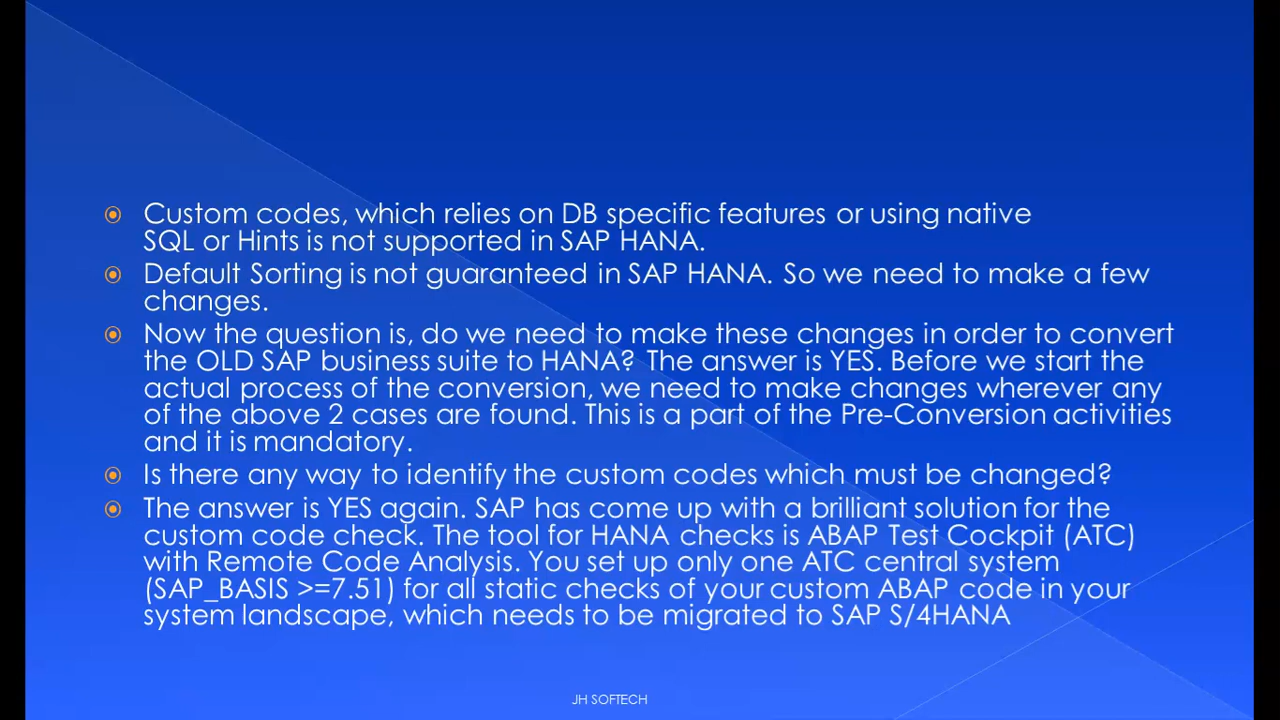 Custom codes, which relies on DB specific features or using native
SQL or Hints is not supported in SAP HANA.
Default Sorting is not guaranteed in SAP HANA. So we need to make a few
changes.
Now the question is, do we need to make these changes in order to convert
the OLD SAP business suite to HANA? The answer is YES. Before we start the
actual process of the conversion, we need to make changes wherever any
of the above 2 cases are found. This is a part of the Pre-Conversion activities
and it is mandatory.
Is there any way to identify the custom codes which must be changed?
The answer is YES again. SAP has come up with a brilliant solution for the
custom code check. The tool for HANA checks is ABAP Test Cockpit (ATC)
with Remote Code Analysis. You set up only one ATC central system
(SAP_BASIS >=7.51) for all static checks of your custom ABAP code in your
system landscape, which needs to be migrated to SAP S/4HANA
JH SOFTECH